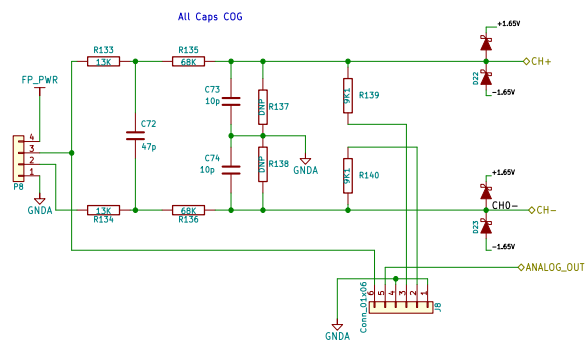 All Caps COG
+1.65V
R133
13K
R135
68K
CH+
FP_PWR
D22
-1.65V
C73
10p
R137
DNP
R139
9K1
C72
47p
4
3
2
1
P8
GNDA
C74
10p
R138
DNP
GNDA
R140
9K1
+1.65V
CH0-
13K
R134
68K
R136
CH-
D23
-1.65V
ANALOG_OUT
Conn_01x06
6
5
4
3
2
1
J8
GNDA